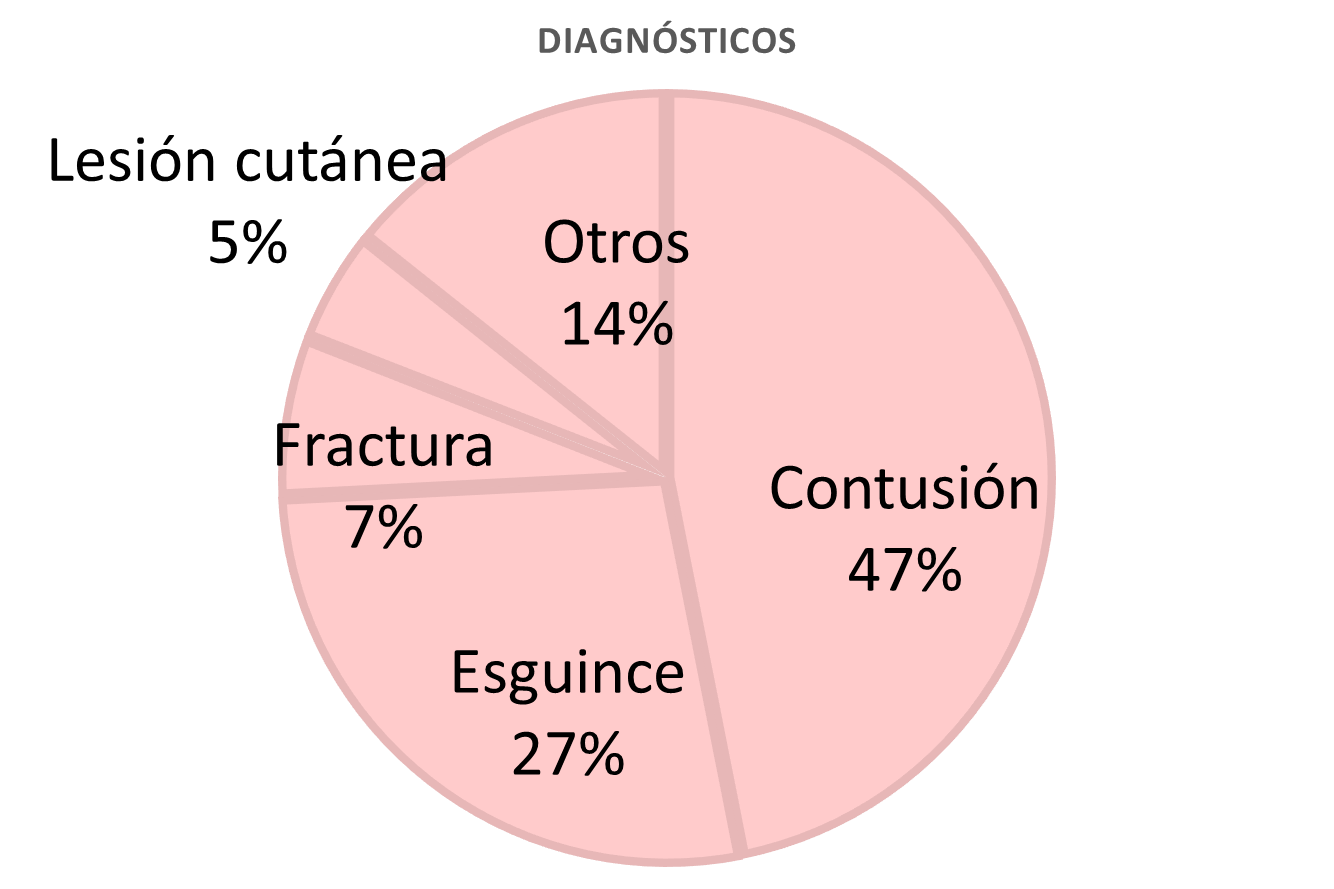 DIAGNÓSTICOS
Lesión cutánea
5%
Otros
14%
Fractura
7%
Contusión
47%
Esguince
27%